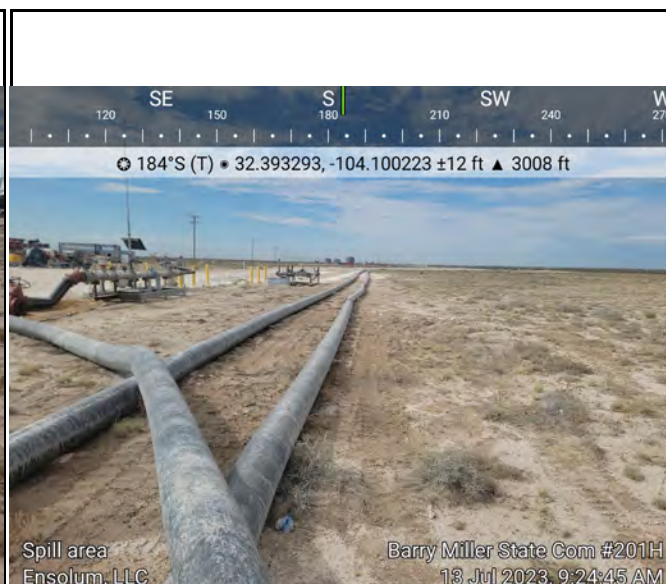 SE S SW W
120 150 180 210 240 27
184°S (T) ● 32.393293, -104.100223 ±12 ft ▲ 3008 ft
Spill area Barry Miller State Com #201H
Ensolum, LLC 13 Jul 2023, 9:24:45 AM